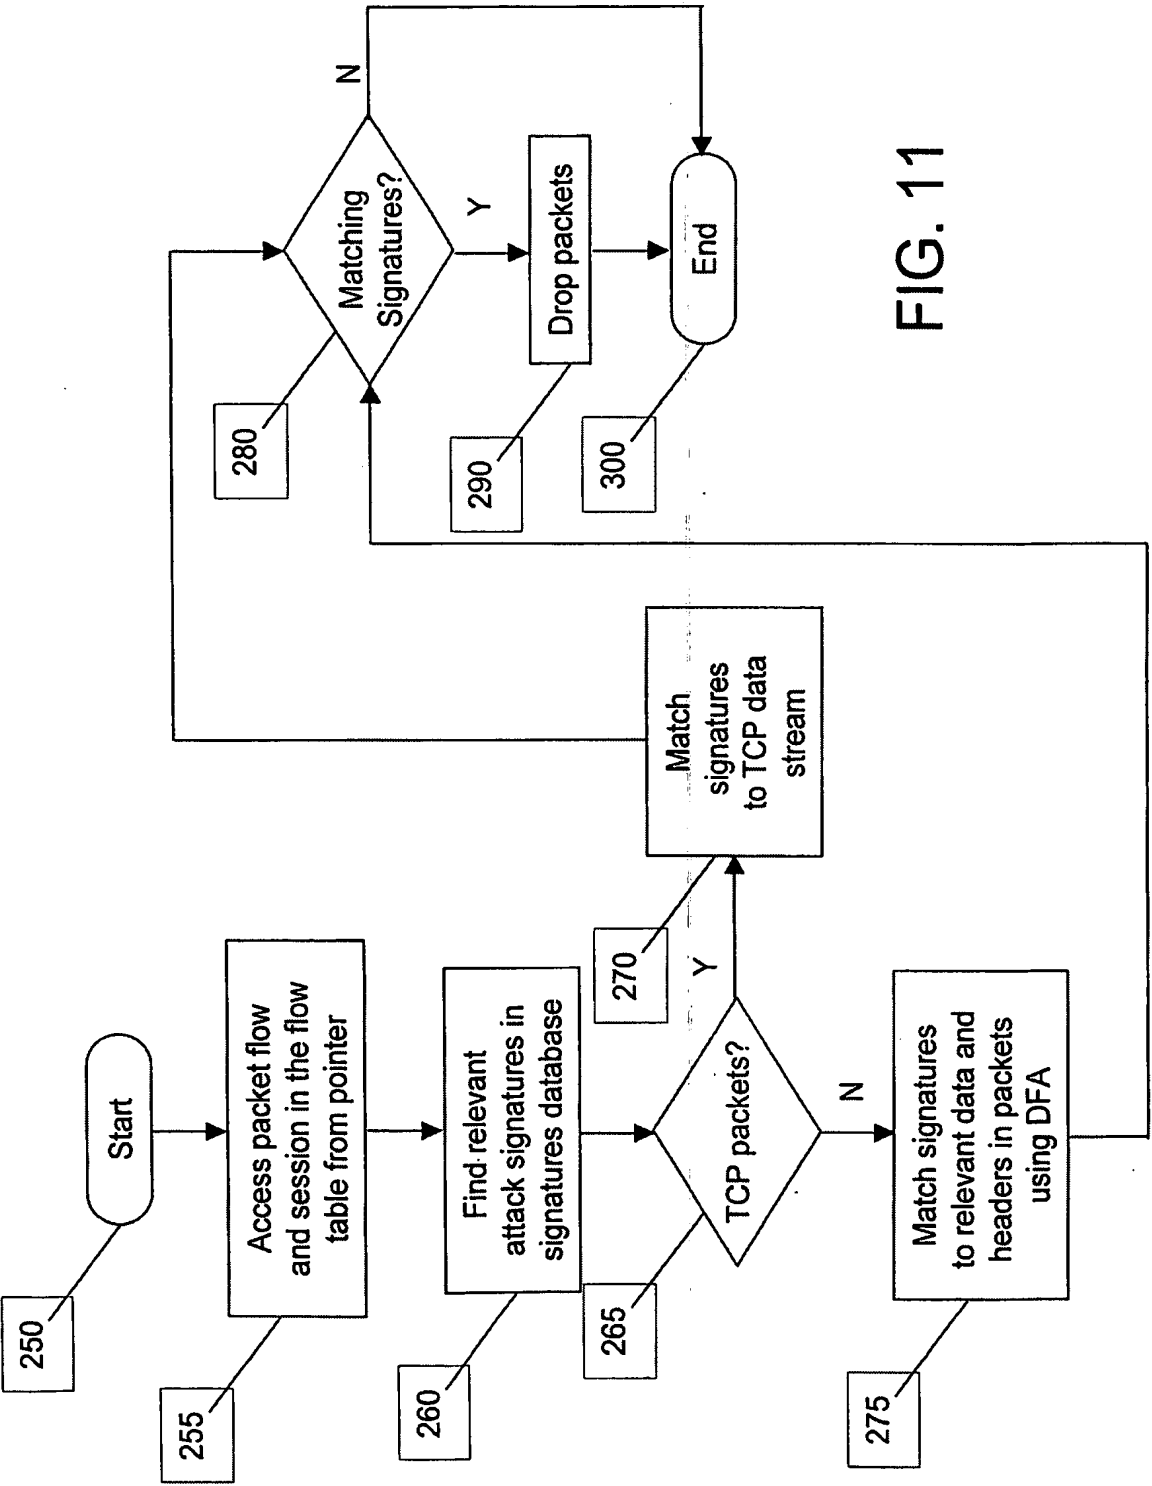 250
Start
255
Access packet flow
and session in the flow
table from pointer
260
Find relevant
attack signatures in
signatures database
265
TCP packets?
Y
N
270
Match
signatures
to TCP data
stream
275
Match signatures
to relevant data and
headers in packets
using DFA
280
Matching
Signatures?
N
Y
290
Drop packets
300
End
FIG. 11